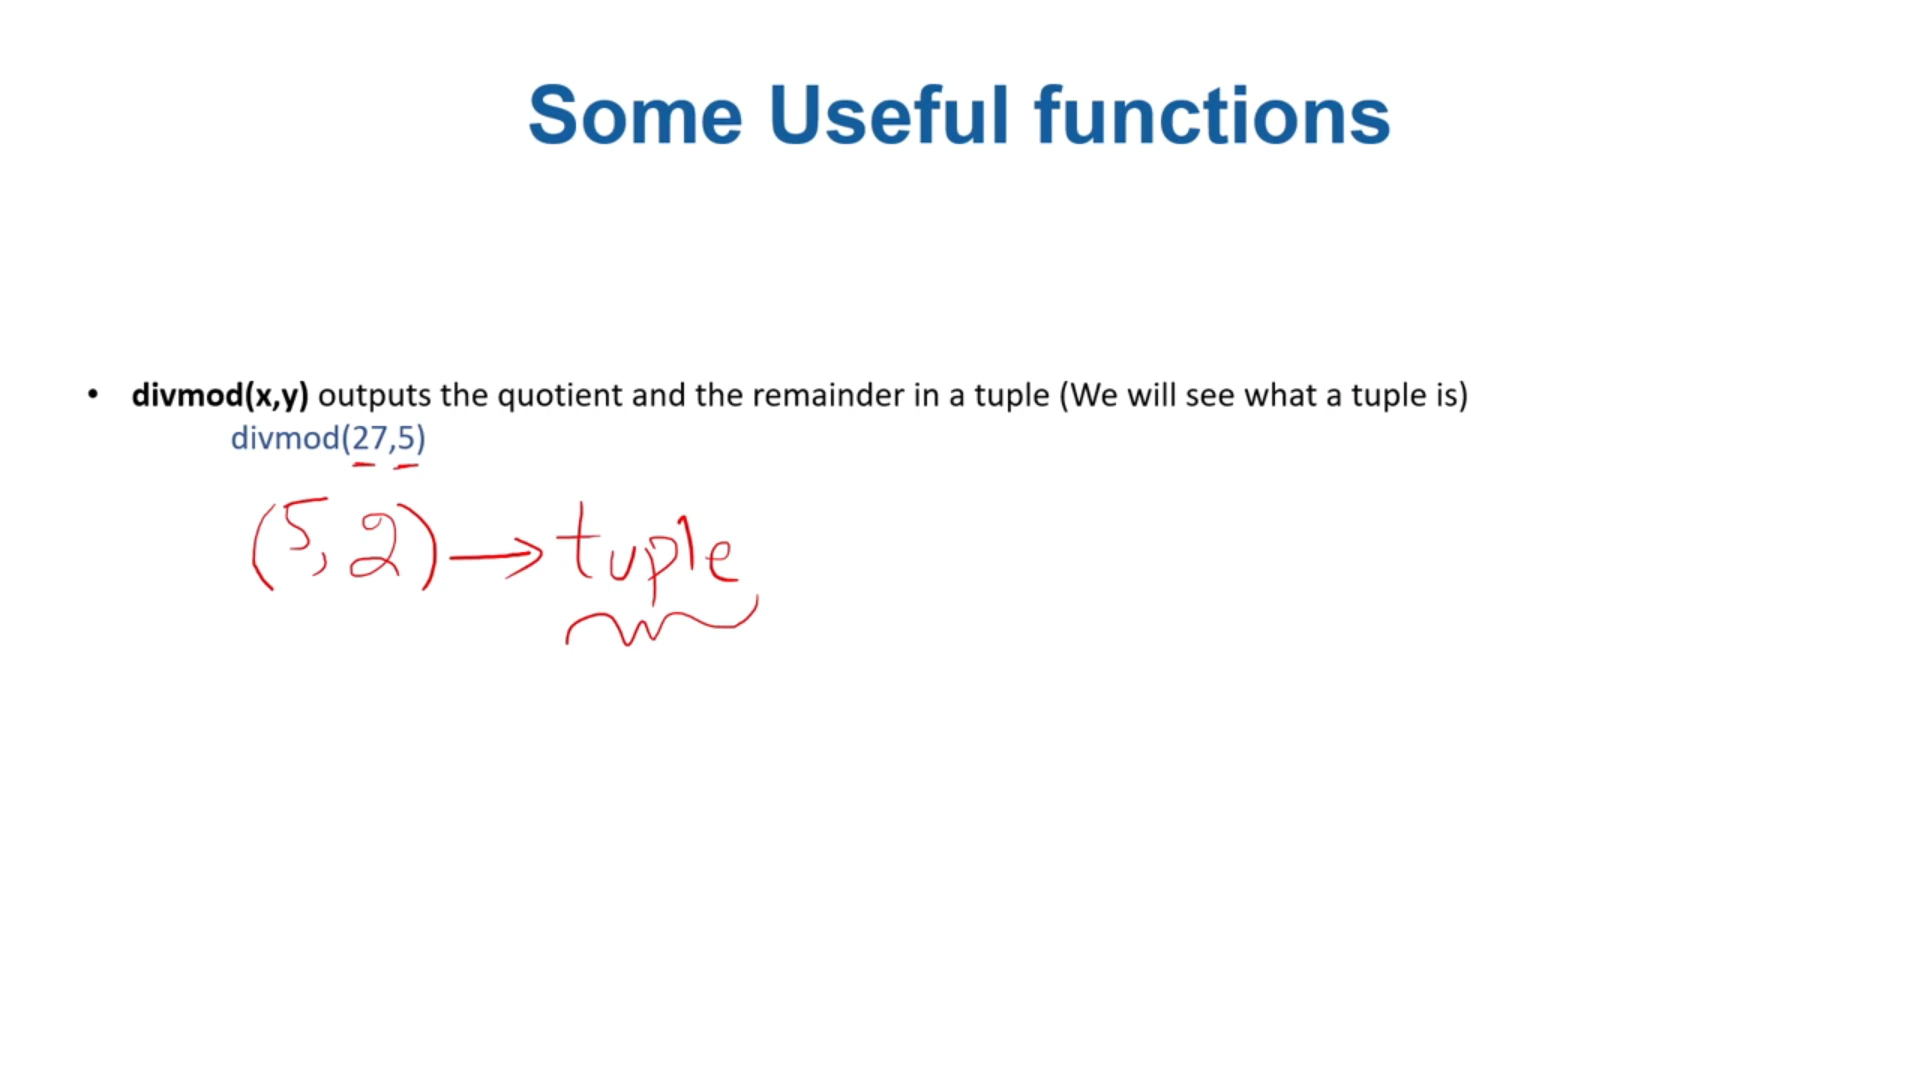 Some Useful functions
• divmod(x,y) outputs the quotient and the remainder in a tuple (We will see what a tuple is)
divmod(27,5)
(5,2)→tuple